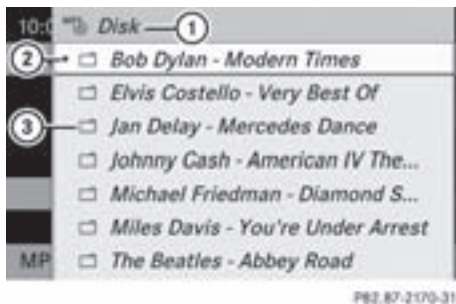 10:0 Disk 1
2 Bob Dylan - Modern Times
Elvis Costello - Very Best Of
3 Jan Delay - Mercedes Dance
Johnny Cash - American IV The...
Michael Friedman - Diamond S...
Miles Davis - You're Under Arrest
MP The Beatles - Abbey Road
P82.87-2170-31